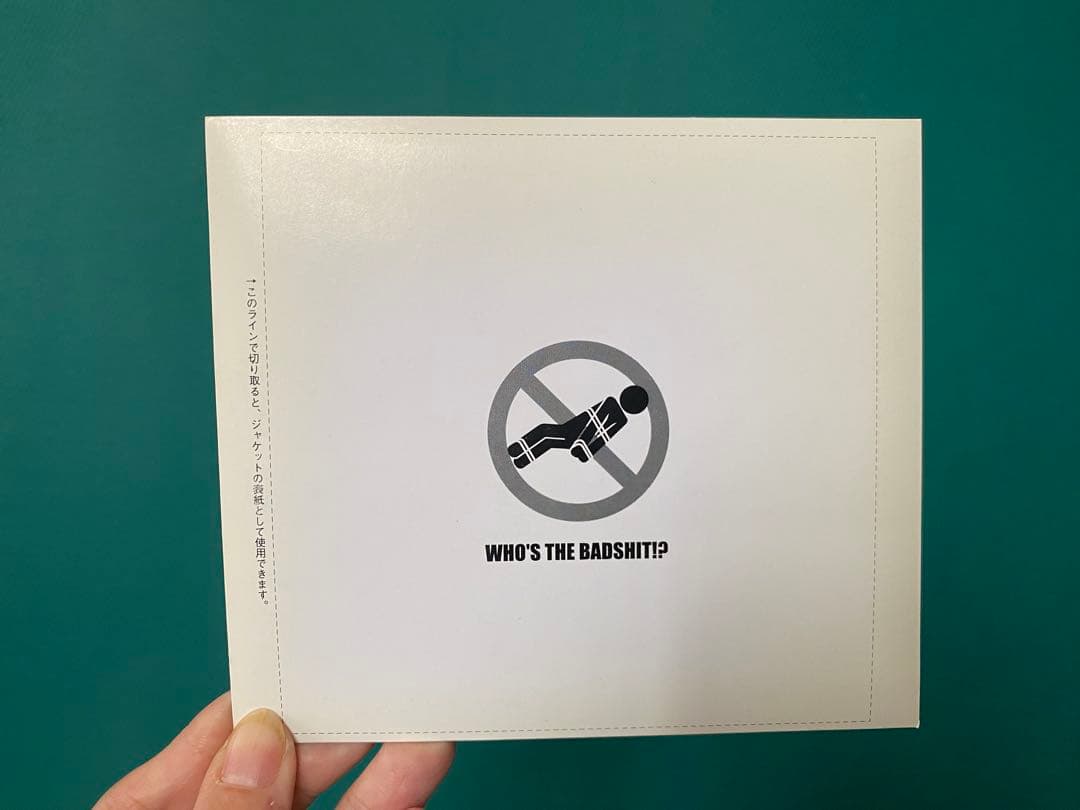 ↑このラインで切り取ると、ジャケットの表紙として使用できます。
WHO'S THE BADSHIT!?